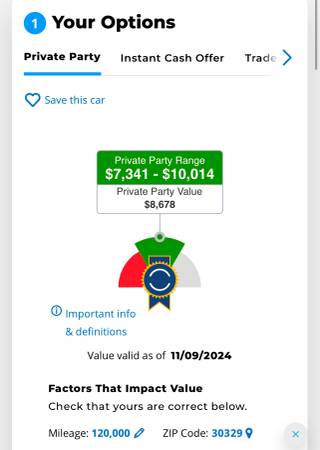 1 Your Options
Private Party Instant Cash Offer Trade
Save this car
Private Party Range
$7,341 - $10,014
Private Party Value
$8,678
Important info
& definitions
Value valid as of 11/09/2024
Factors That Impact Value
Check that yours are correct below.
Mileage: 120,000 ZIP Code: 30329